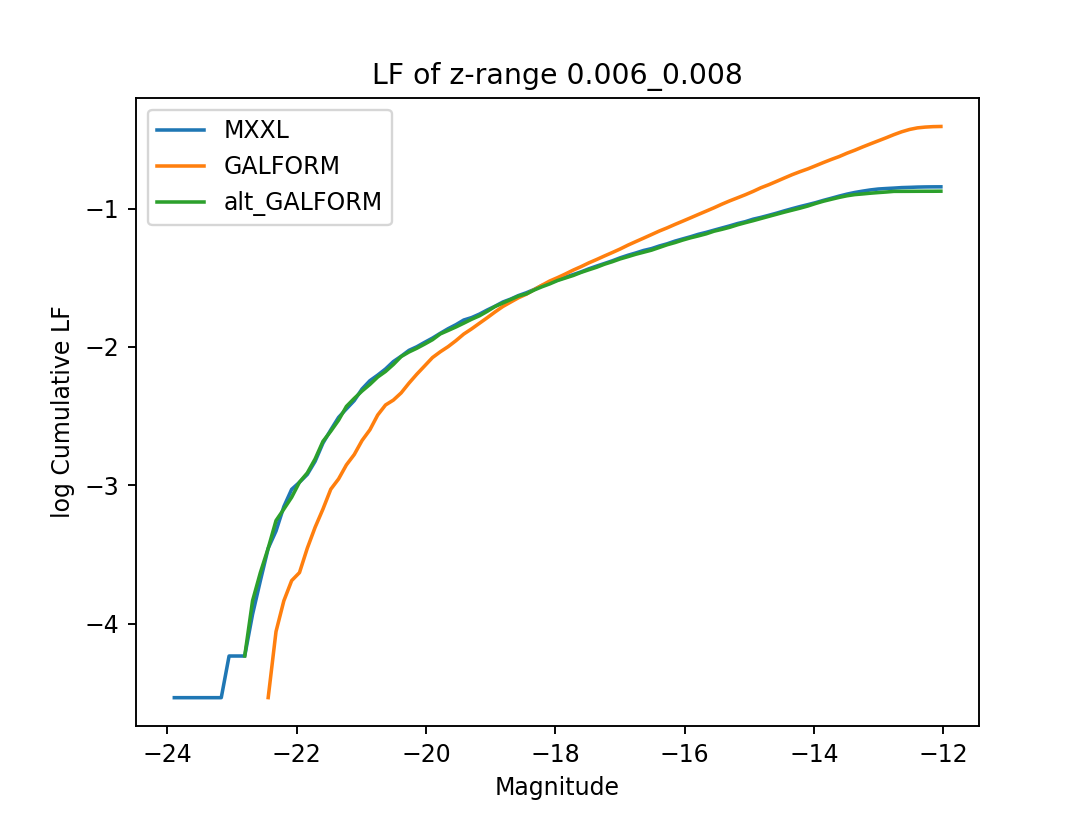 LF of z-range 0.006_0.008
MXXL
GALFORM
alt_GALFORM
log Cumulative LF
−1
−2
−3
−4
−24 −22 −20 −18 −16 −14 −12
Magnitude